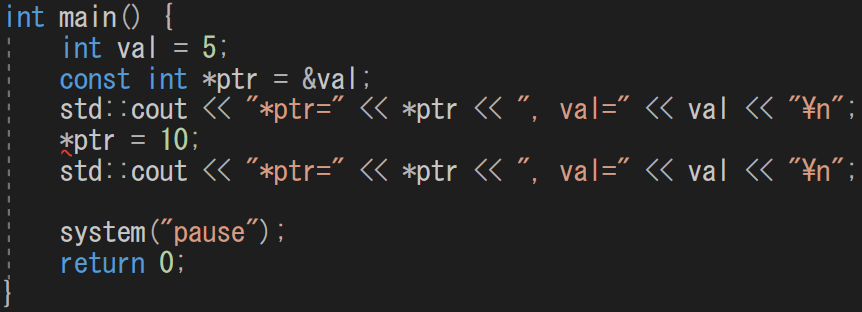 int main() {
    int val = 5;
    const int *ptr = &val;
    std::cout << "*ptr=" << *ptr << ", val=" << val << "¥n";
    *ptr = 10;
    std::cout << "*ptr=" << *ptr << ", val=" << val << "¥n";

    system("pause");
    return 0;
}